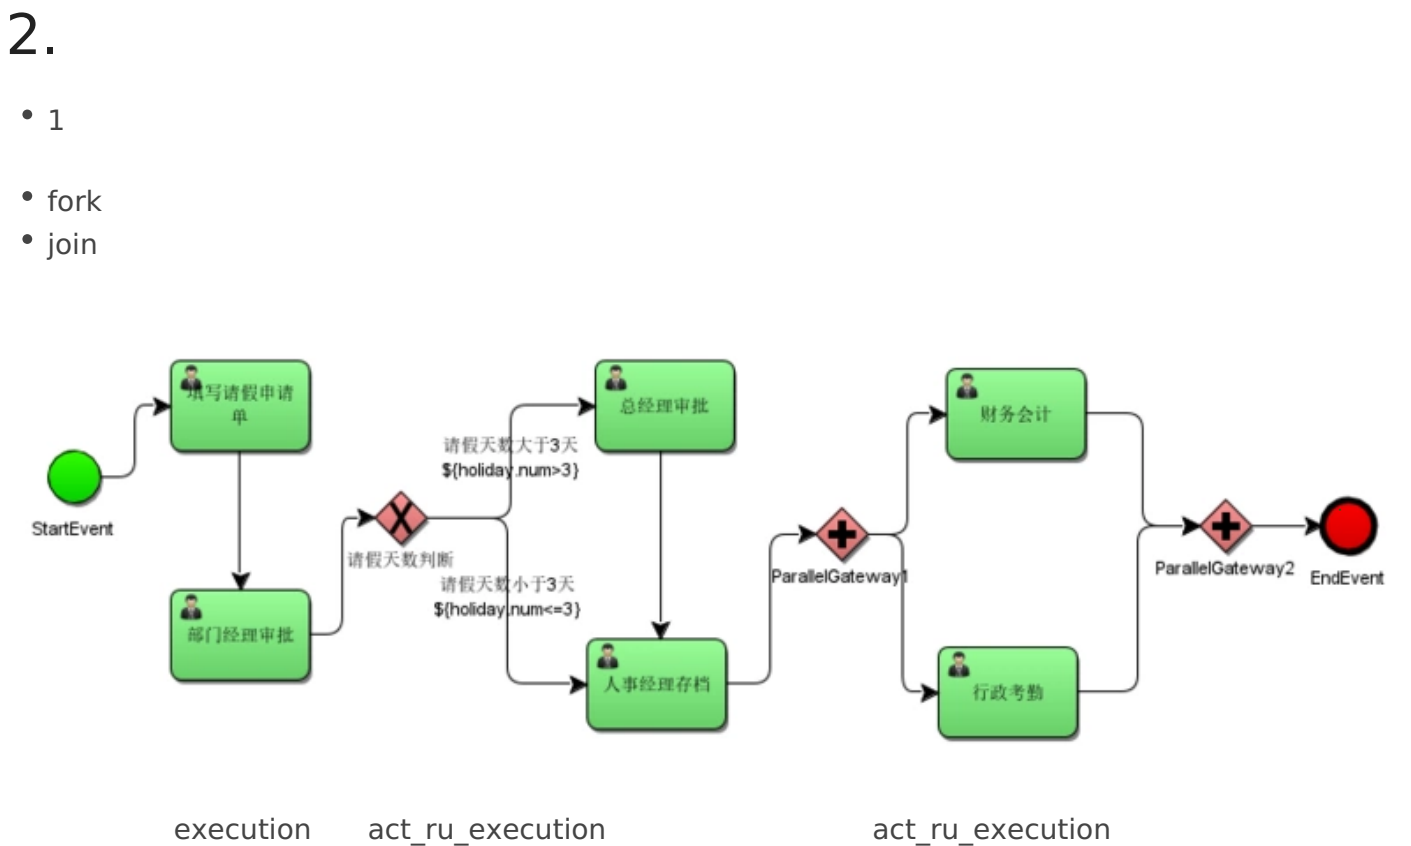 2.
• 1
• fork
• join
填写请假申请
单
总经理审批
财务会计
请假天数大于3天
${holiday.num>3}
StartEvent
请假天数判断
ParallelGateway1
ParallelGateway2
EndEvent
请假天数小于3天
${holiday.num<=3}
部门经理审批
人事经理存档
行政考勤
execution act_ru_execution act_ru_execution